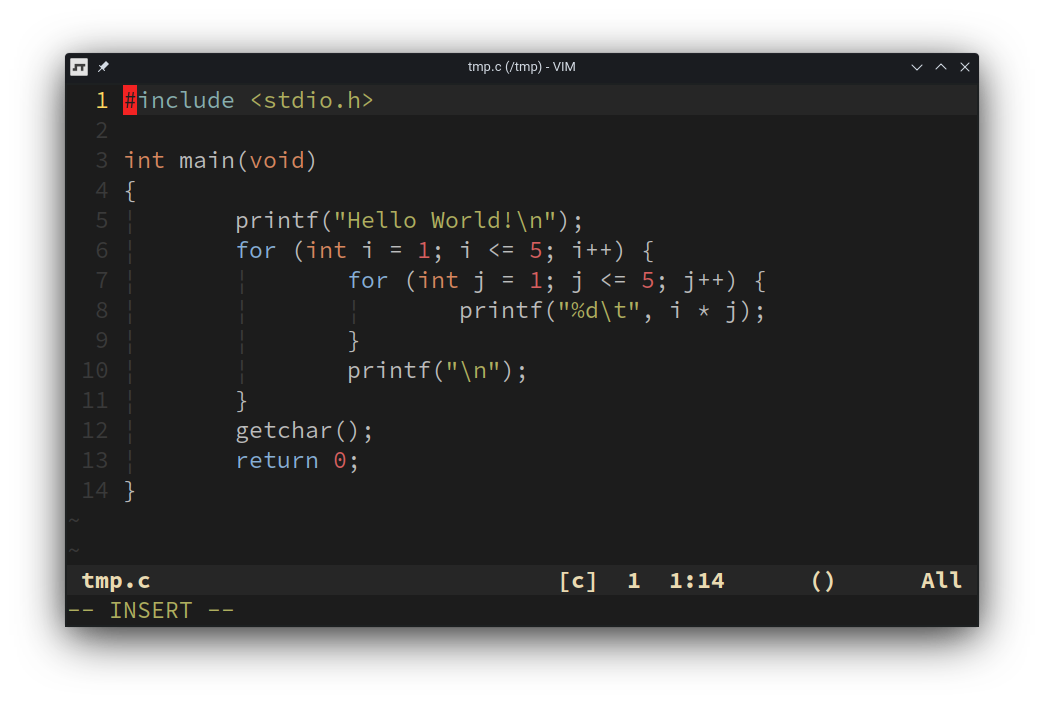 tmp.c (/tmp) - VIM
1 #include <stdio.h>
2
3 int main(void)
4 {
5         printf("Hello World!\n");
6         for (int i = 1; i <= 5; i++) {
7                 for (int j = 1; j <= 5; j++) {
8                         printf("%d\t", i * j);
9                 }
10                 printf("\n");
11         }
12         getchar();
13         return 0;
14 }
~
~
tmp.c [c] 1 1:14 () All
-- INSERT --